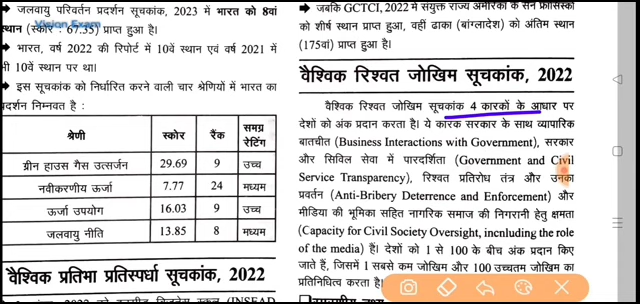 ➔ जलवायु परिवर्तन प्रदर्शन सूचकांक, 2023 में भारत को 8वां
स्थान (स्कोर : 67.35) प्राप्त हुआ है।
Vision Exam
➔ भारत, वर्ष 2022 की रिपोर्ट में 10वें स्थान एवं वर्ष 2021 में
भी 10वें स्थान पर था।
➔ इस सूचकांक को निर्धारित करने वाली चार श्रेणियों में भारत का
प्रदर्शन निम्नवत है :
श्रेणी स्कोर रैंक समग्र रेटिंग
ग्रीन हाउस गैस उत्सर्जन 29.69 9 उच्च
नवीकरणीय ऊर्जा 7.77 24 मध्यम
ऊर्जा उपयोग 16.03 9 उच्च
जलवायु नीति 13.85 8 मध्यम
वैश्विक प्रतिभा प्रतिस्पर्धा सूचकांक, 2022
(INSEAD
➔ जबकि GCTCI, 2022 में संयुक्त राज्य अमेरिका के सैन फ्रांसिस्को
को शीर्ष स्थान प्राप्त हुआ है, वहीं ढाका (बांग्लादेश) को अंतिम स्थान
(175वां) प्राप्त हुआ है।
वैश्विक रिश्वत जोखिम सूचकांक, 2022
वैश्विक रिश्वत जोखिम सूचकांक 4 कारकों के आधार पर
देशों को अंक प्रदान करता है। ये कारक सरकार के साथ व्यापारिक
बातचीत (Business Interactions with Government), सरकार
और सिविल सेवा में पारदर्शिता (Government and Civil
Service Transparency), रिश्वत प्रतिरोध तंत्र और उनका
प्रवर्तन (Anti-Bribery Deterrence and Enforcement) और
मीडिया की भूमिका सहित नागरिक समाज की निगरानी हेतु क्षमता
(Capacity for Civil Society Oversight, incnluding the role
of the media) हैं। देशों को 1 से 100 के बीच अंक प्रदान किए
जाते हैं, जिसमें 1 सबसे कम जोखिम और 100 उच्चतम जोखिम का
प्रतिनिधित्व करता है।